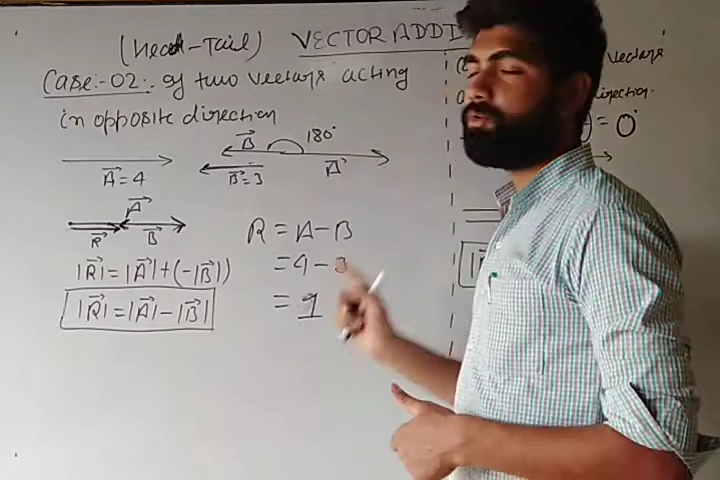 (Head-Tail) VECTOR ADDI
Case:-02:- If two vectors acting
in opposite direction
A⃗=4
B⃗
180°
B⃗=3
A⃗
A⃗
R⃗
B⃗
|R⃗|=|A⃗|+(-|B⃗|)
|R⃗|=|A⃗|-|B⃗|
R = A-B
=4-3
=1
vectors
direction.
)=0°